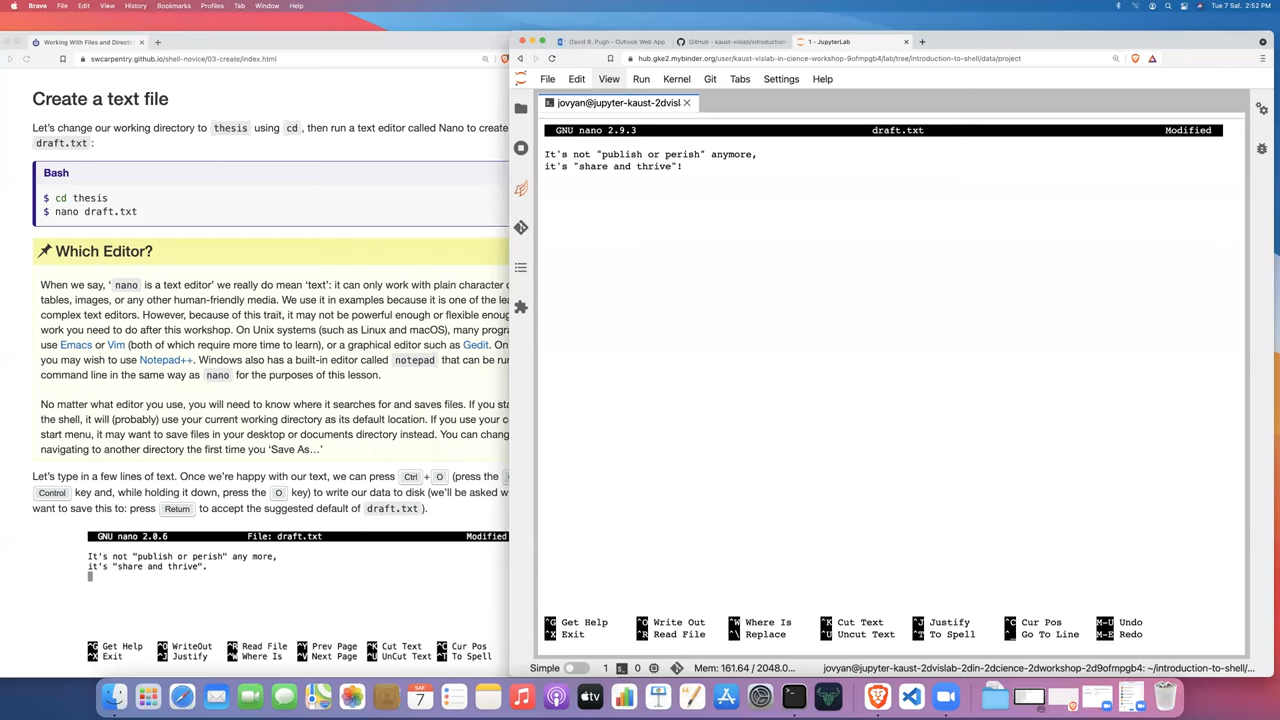 Brave File Edit View History Bookmarks Profiles Tab Window Help Tue 7 Saf. 2:52 PM
Working With Files and Direct
swcarpentry.github.io/shell-novice/03-create/index.html
Create a text file
Let's change our working directory to thesis using cd, then run a text editor called Nano to create
draft.txt:
Bash
$ cd thesis
$ nano draft.txt
Which Editor?
When we say, 'nano is a text editor' we really do mean 'text': it can only work with plain character
tables, images, or any other human-friendly media. We use it in examples because it is one of the lea
complex text editors. However, because of this trait, it may not be powerful enough or flexible enoug
work you need to do after this workshop. On Unix systems (such as Linux and macOS), many progra
use Emacs or Vim (both of which require more time to learn), or a graphical editor such as Gedit. On
you may wish to use Notepad++. Windows also has a built-in editor called notepad that can be run
command line in the same way as nano for the purposes of this lesson.
No matter what editor you use, you will need to know where it searches for and saves files. If you sta
the shell, it will (probably) use your current working directory as its default location. If you use your co
start menu, it may want to save files in your desktop or documents directory instead. You can chang
navigating to another directory the first time you 'Save As…'
Let's type in a few lines of text. Once we're happy with our text, we can press Ctrl+O (press the
Control key and, while holding it down, press the O key) to write our data to disk (we'll be asked w
want to save this to: press Return to accept the suggested default of draft.txt).
GNU nano 2.0.6 File: draft.txt Modified
It's not "publish or perish" any more,
it's "share and thrive".
^G Get Help ^O WriteOut ^R Read File ^Y Prev Page ^K Cut Text ^C Cur Pos
^X Exit ^J Justify ^W Where Is ^V Next Page ^U UnCut Text ^T To Spell
David R. Pugh - Outlook Web App GitHub - kaust-vislab/introduction 1 - JupyterLab
hub.gke2.mybinder.org/user/kaust-vislab-in-cience-workshop-9ofmpgb4/lab/tree/introduction-to-shell/data/project
File Edit View Run Kernel Git Tabs Settings Help
jovyan@jupyter-kaust-2dvisl
GNU nano 2.9.3 draft.txt Modified
It's not "publish or perish" anymore,
it's "share and thrive"!
^G Get Help ^O Write Out ^W Where Is ^K Cut Text ^J Justify ^C Cur Pos M-U Undo
^X Exit ^R Read File ^\ Replace ^U Uncut Text ^T To Spell ^_ Go To Line M-E Redo
Simple 1 0 Mem: 161.64 / 2048.0... jovyan@jupyter-kaust-2dvislab-2din-2dcience-2dworkshop-2d9ofmpgb4: ~/introduction-to-shell/...